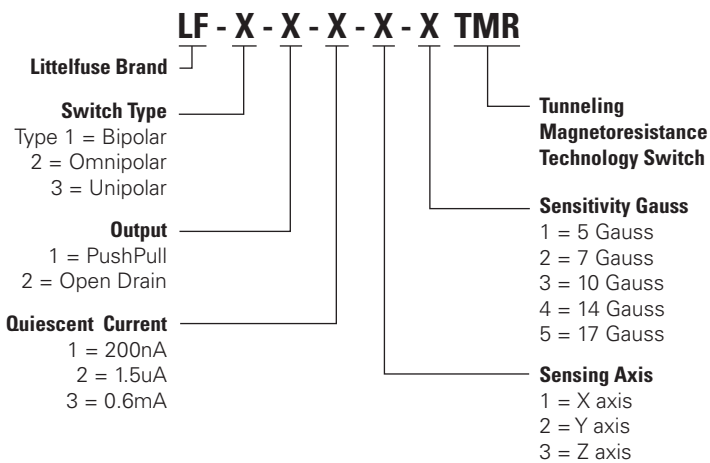 LF - X - X - X - X - X TMR
Littelfuse Brand
Switch Type
Type 1 = Bipolar
2 = Omnipolar
3 = Unipolar
Output
1 = PushPull
2 = Open Drain
Quiescent Current
1 = 200nA
2 = 1.5uA
3 = 0.6mA
Tunneling
Magnetoresistance
Technology Switch
Sensitivity Gauss
1 = 5 Gauss
2 = 7 Gauss
3 = 10 Gauss
4 = 14 Gauss
5 = 17 Gauss
Sensing Axis
1 = X axis
2 = Y axis
3 = Z axis